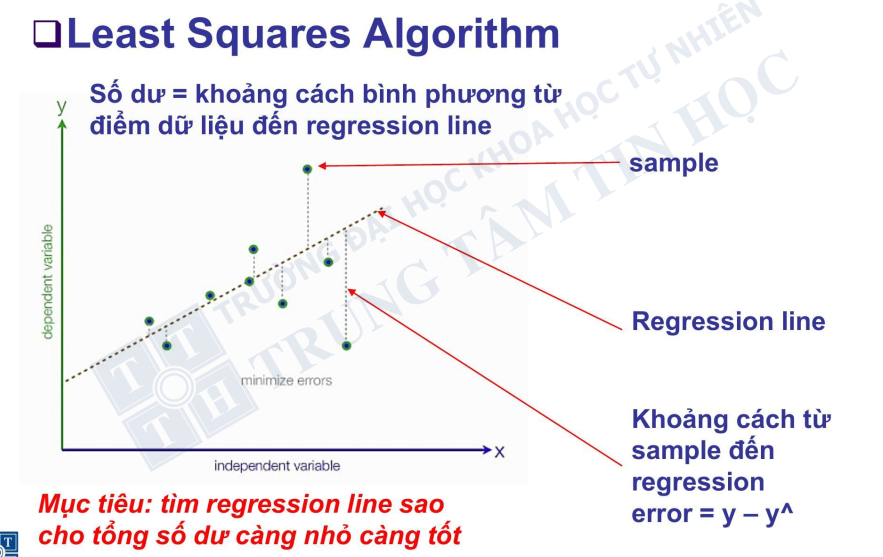 Least Squares Algorithm
Số dư = khoảng cách bình phương từ
điểm dữ liệu đến regression line
y
sample
dependent variable
Regression line
minimize errors
x
independent variable
Khoảng cách từ
sample đến
regression
error = y – y^
Mục tiêu: tìm regression line sao
cho tổng số dư càng nhỏ càng tốt
TRƯỜNG ĐẠI HỌC KHOA HỌC TỰ NHIÊN
TRUNG TÂM TIN HỌC
T T
T H